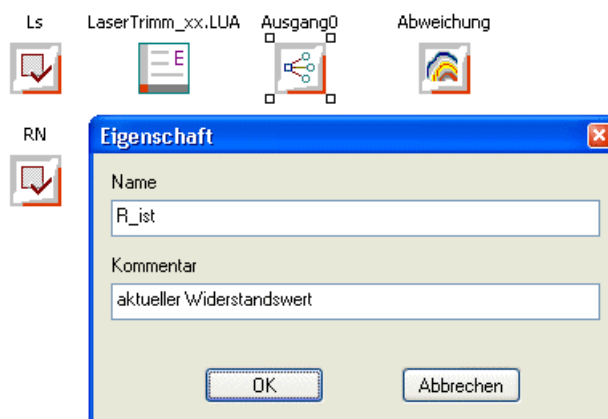 Ls LaserTrimm_xx.LUA Ausgang0 Abweichung
E
RN
Eigenschaft
Name
R_ist
Kommentar
aktueller Widerstandswert
OK Abbrechen